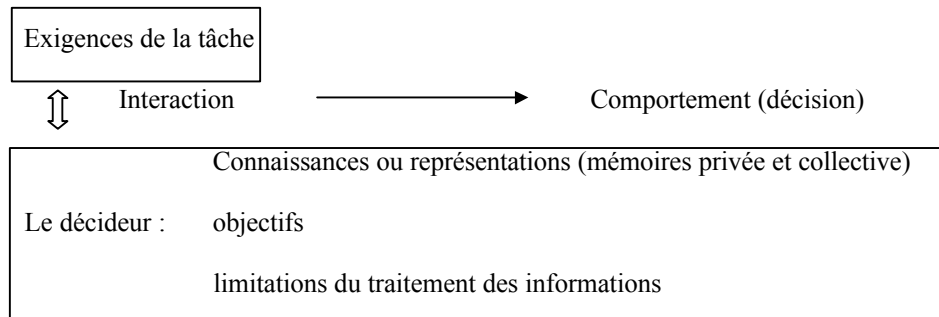 Exigences de la tâche
Interaction Comportement (décision)
Connaissances ou représentations (mémoires privée et collective)
Le décideur : objectifs
limitations du traitement des informations